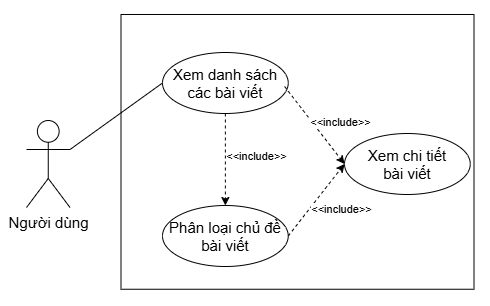 Xem danh sách
các bài viết
<<include>>
<<include>>
Xem chi tiết
bài viết
<<include>>
Phân loại chủ đề
bài viết
Người dùng